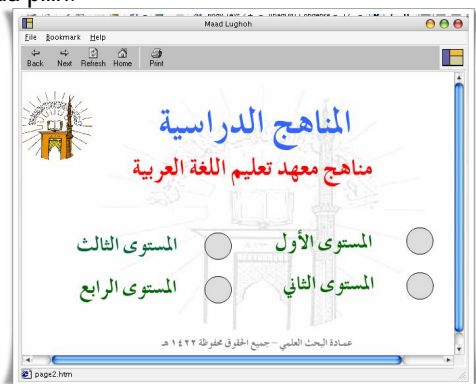 Maad Lughoh
File Bookmark Help
Back Next Refresh Home Print
المناهج الدراسية
مناهج معهد تعليم اللغة العربية
المستوى الأول
المستوى الثالث
المستوى الثاني
المستوى الرابع
عمادة البحث العلمي – جميع الحقوق محفوظة ١٤٢٢ هـ
page2.htm